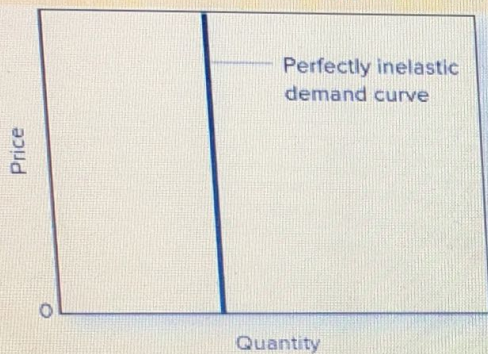 Perfectly inelastic
demand curve
Price
0
Quantity